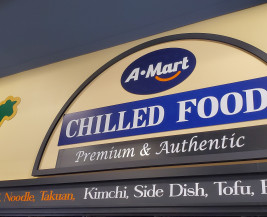 A-Mart
CHILLED FOOD
Premium & Authentic
Noodle, Takuan, Kimchi, Side Dish, Tofu,